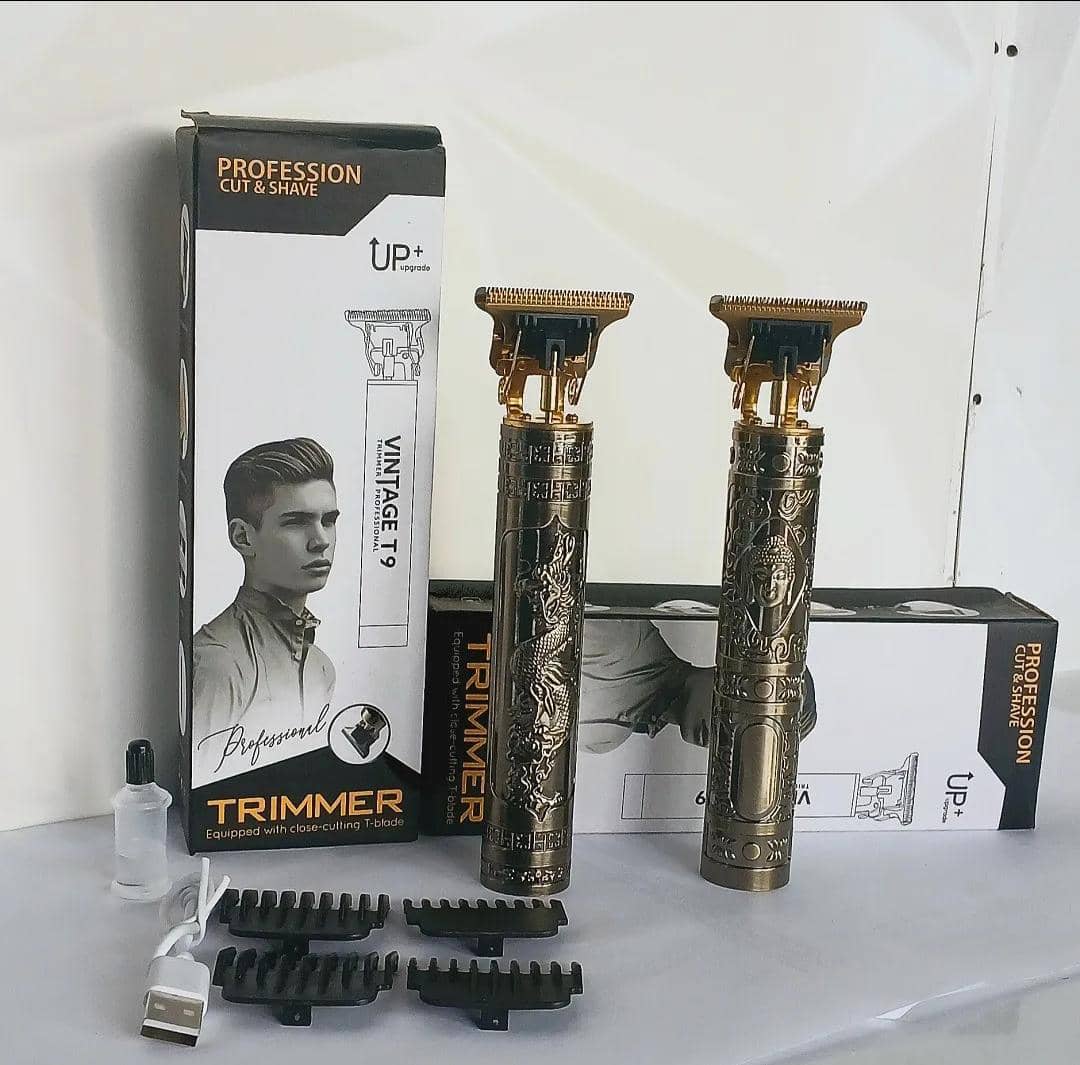 PROFESSION
CUT & SHAVE
UP+
upgrade
VINTAGE T9
TRIMMER PROFESSIONAL
Professional
TRIMMER
Equipped with close-cutting T-blade
TRIMMER
Equipped with close-cutting T-blade
PROFESSION
CUT & SHAVE
UP+
upgrade